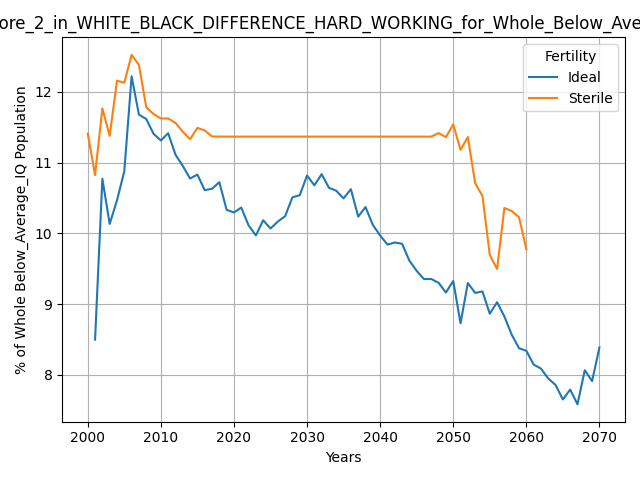 ore_2_in_WHITE_BLACK_DIFFERENCE_HARD_WORKING_for_Whole_Below_Ave
Fertility
Ideal
Sterile
% of Whole Below_Average_IQ Population
12
11
10
9
8
2000 2010 2020 2030 2040 2050 2060 2070
Years